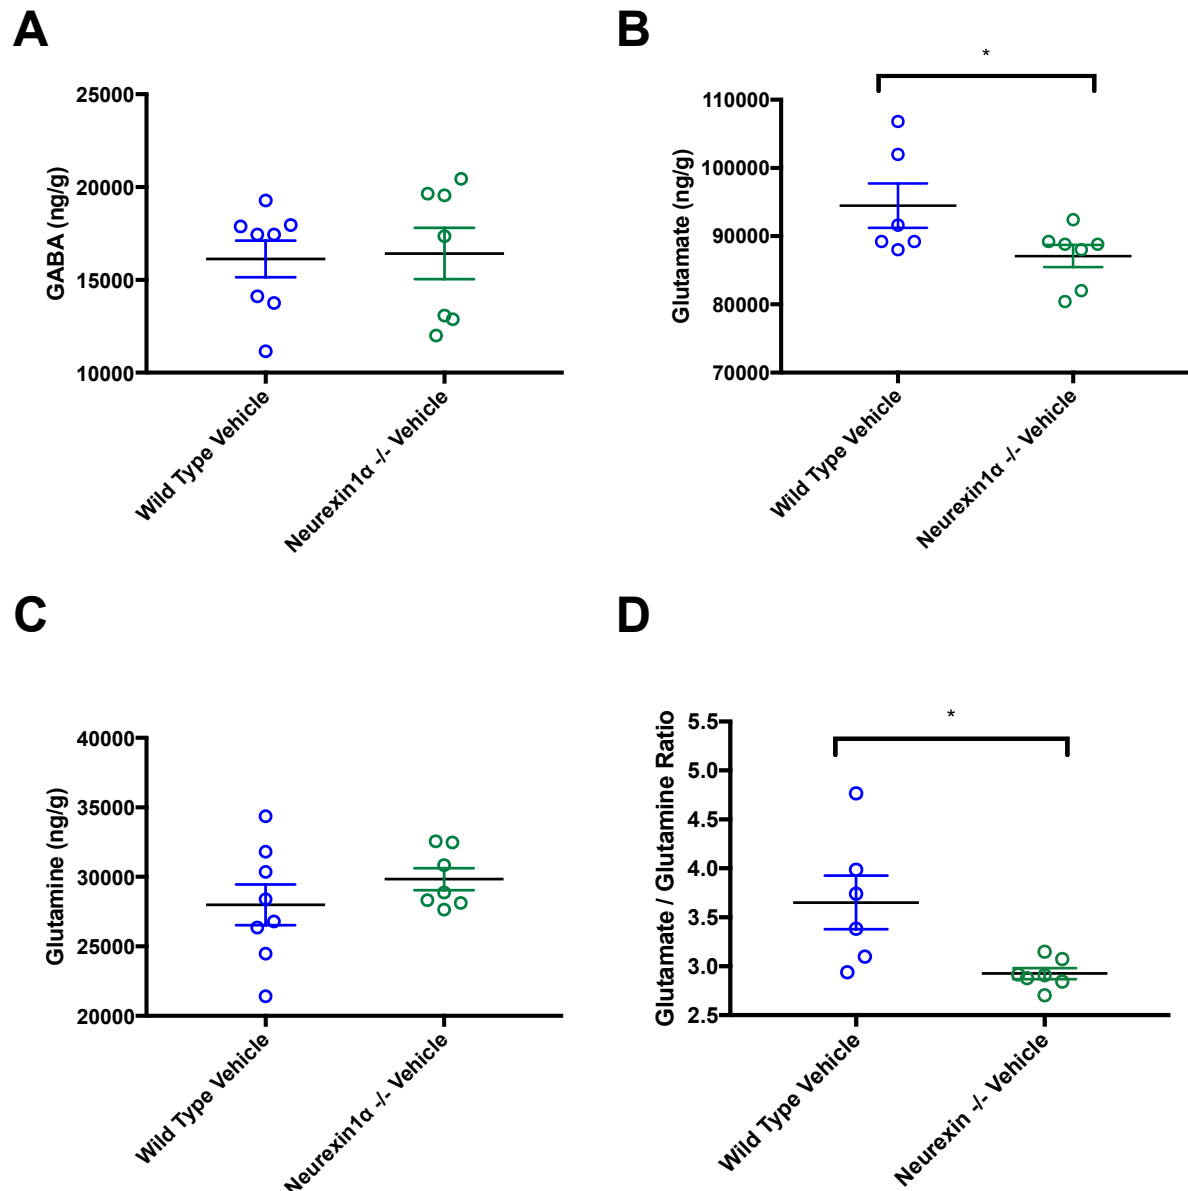 A
GABA (ng/g)
25000
20000
15000
10000
Wild Type Vehicle
Neurexin1α -/- Vehicle
B
*
Glutamate (ng/g)
110000
100000
90000
80000
70000
Wild Type Vehicle
Neurexin1α -/- Vehicle
C
Glutamine (ng/g)
40000
35000
30000
25000
20000
Wild Type Vehicle
Neurexin1α -/- Vehicle
D
*
Glutamate / Glutamine Ratio
5.5
5.0
4.5
4.0
3.5
3.0
2.5
Wild Type Vehicle
Neurexin -/- Vehicle